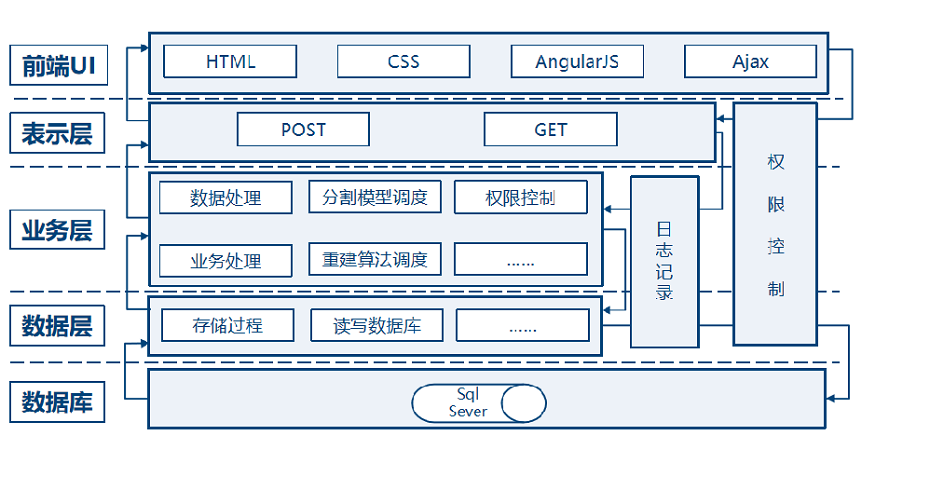 前端UI
HTML
CSS
AngularJS
Ajax
表示层
POST
GET
业务层
数据处理
分割模型调度
权限控制
业务处理
重建算法调度
......
日志记录
权限控制
数据层
存储过程
读写数据库
......
数据库
Sql
Sever